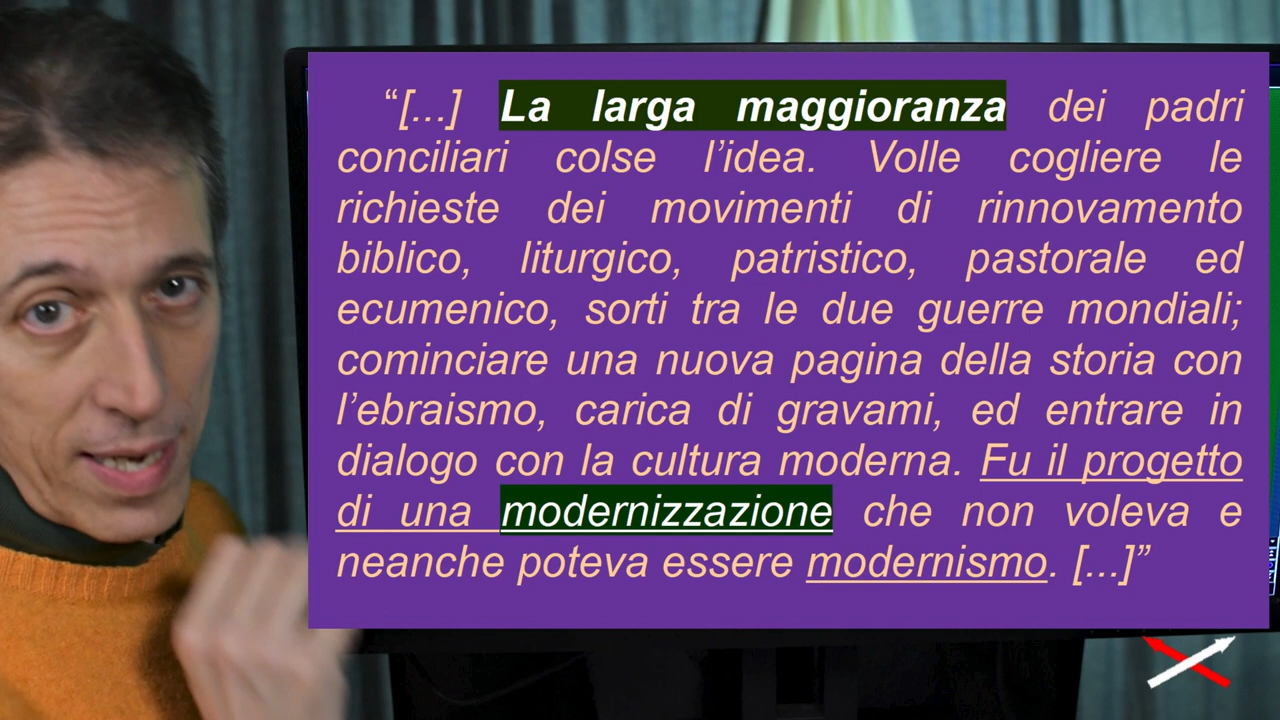 “[...] La larga maggioranza dei padri
conciliari colse l’idea. Volle cogliere le
richieste dei movimenti di rinnovamento
biblico, liturgico, patristico, pastorale ed
ecumenico, sorti tra le due guerre mondiali;
cominciare una nuova pagina della storia con
l’ebraismo, carica di gravami, ed entrare in
dialogo con la cultura moderna. Fu il progetto
di una modernizzazione che non voleva e
neanche poteva essere modernismo. [...]”